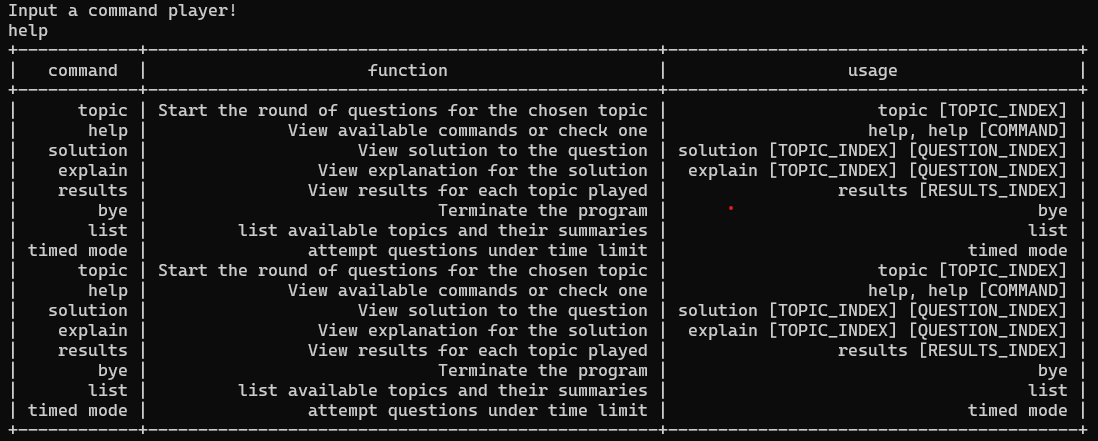 Input a command player!
help
+------------+----------------------------------------------------+------------------------------------------+
|   command  |                      function                      |                  usage                   |
+------------+----------------------------------------------------+------------------------------------------+
|      topic | Start the round of questions for the chosen topic |                     topic [TOPIC_INDEX] |
|       help |              View available commands or check one |                    help, help [COMMAND] |
|   solution |                     View solution to the question | solution [TOPIC_INDEX] [QUESTION_INDEX] |
|    explain |                 View explanation for the solution |  explain [TOPIC_INDEX] [QUESTION_INDEX] |
|    results |                View results for each topic played |                 results [RESULTS_INDEX] |
|        bye |                             Terminate the program |                                     bye |
|       list |         list available topics and their summaries |                                    list |
| timed mode |                attempt questions under time limit |                              timed mode |
|      topic | Start the round of questions for the chosen topic |                     topic [TOPIC_INDEX] |
|       help |              View available commands or check one |                    help, help [COMMAND] |
|   solution |                     View solution to the question | solution [TOPIC_INDEX] [QUESTION_INDEX] |
|    explain |                 View explanation for the solution |  explain [TOPIC_INDEX] [QUESTION_INDEX] |
|    results |                View results for each topic played |                 results [RESULTS_INDEX] |
|        bye |                             Terminate the program |                                     bye |
|       list |         list available topics and their summaries |                                    list |
| timed mode |                attempt questions under time limit |                              timed mode |
+------------+----------------------------------------------------+------------------------------------------+